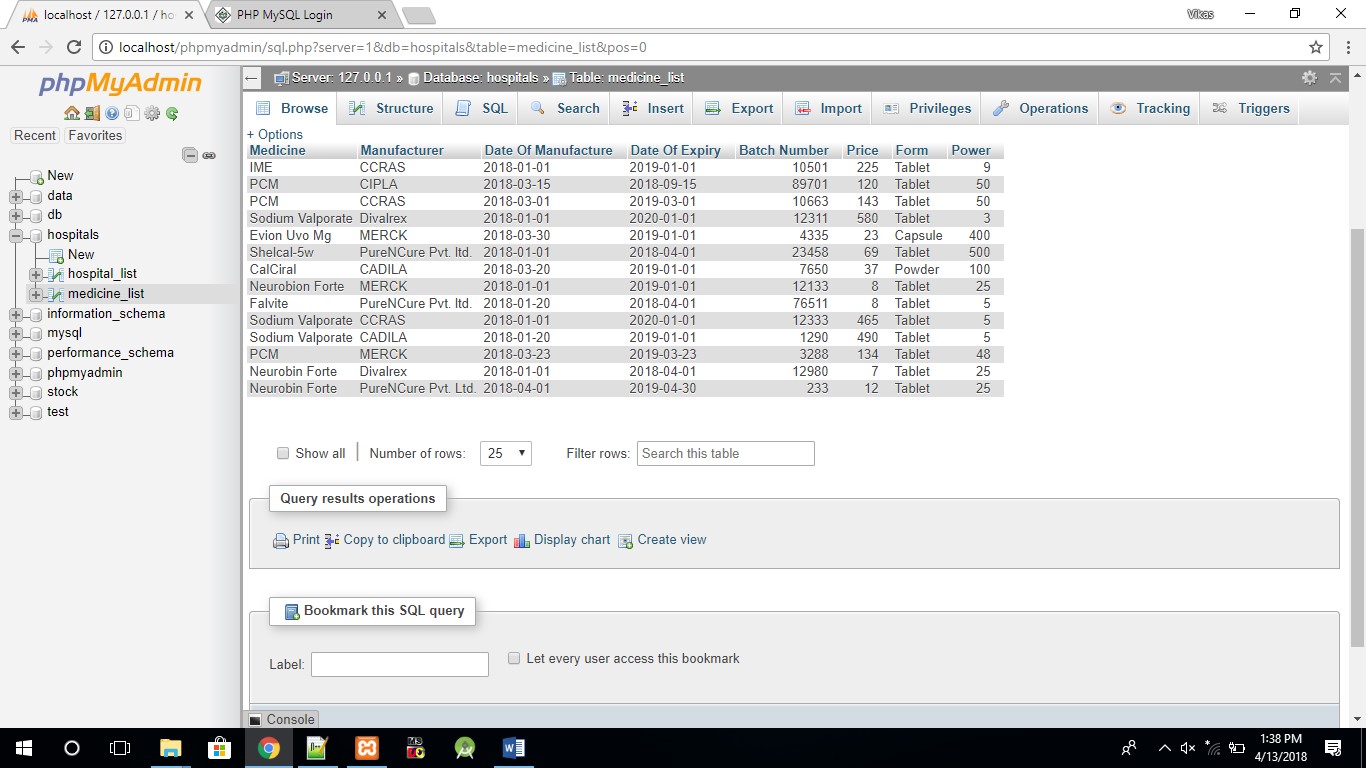 localhost / 127.0.0.1 / ho
PHP MySQL Login
Vikas
localhost/phpmyadmin/sql.php?server=1&db=hospitals&table=medicine_list&pos=0
phpMyAdmin
Recent Favorites
New
data
db
hospitals
New
hospital_list
medicine_list
information_schema
mysql
performance_schema
phpmyadmin
stock
test
Server: 127.0.0.1 » Database: hospitals » Table: medicine_list
Browse Structure SQL Search Insert Export Import Privileges Operations Tracking Triggers
+ Options
Medicine Manufacturer Date Of Manufacture Date Of Expiry Batch Number Price Form Power
IME CCRAS 2018-01-01 2019-01-01 10501 225 Tablet 9
PCM CIPLA 2018-03-15 2018-09-15 89701 120 Tablet 50
PCM CCRAS 2018-03-01 2019-03-01 10663 143 Tablet 50
Sodium Valporate Divalrex 2018-01-01 2020-01-01 12311 580 Tablet 3
Evion Uvo Mg MERCK 2018-03-30 2019-01-01 4335 23 Capsule 400
Shelcal-5w PureNCure Pvt. ltd. 2018-01-01 2018-04-01 23458 69 Tablet 500
CalCiral CADILA 2018-03-20 2019-01-01 7650 37 Powder 100
Neurobion Forte MERCK 2018-01-01 2019-01-01 12133 8 Tablet 25
Falvite PureNCure Pvt. ltd. 2018-01-20 2018-04-01 76511 8 Tablet 5
Sodium Valporate CCRAS 2018-01-01 2020-01-01 12333 465 Tablet 5
Sodium Valporate CADILA 2018-01-20 2019-01-01 1290 490 Tablet 5
PCM MERCK 2018-03-23 2019-03-23 3288 134 Tablet 48
Neurobin Forte Divalrex 2018-01-01 2018-04-01 12980 7 Tablet 25
Neurobin Forte PureNCure Pvt. Ltd. 2018-04-01 2019-04-30 233 12 Tablet 25
Show all Number of rows: 25 Filter rows: Search this table
Query results operations
Print Copy to clipboard Export Display chart Create view
Bookmark this SQL query
Label: Let every user access this bookmark
Console
1:38 PM
4/13/2018